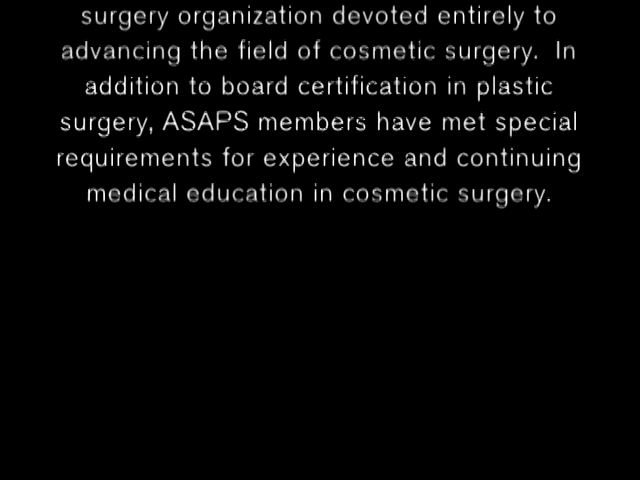 surgery organization devoted entirely to
advancing the field of cosmetic surgery.  In
addition to board certification in plastic
surgery, ASAPS members have met special
requirements for experience and continuing
medical education in cosmetic surgery.